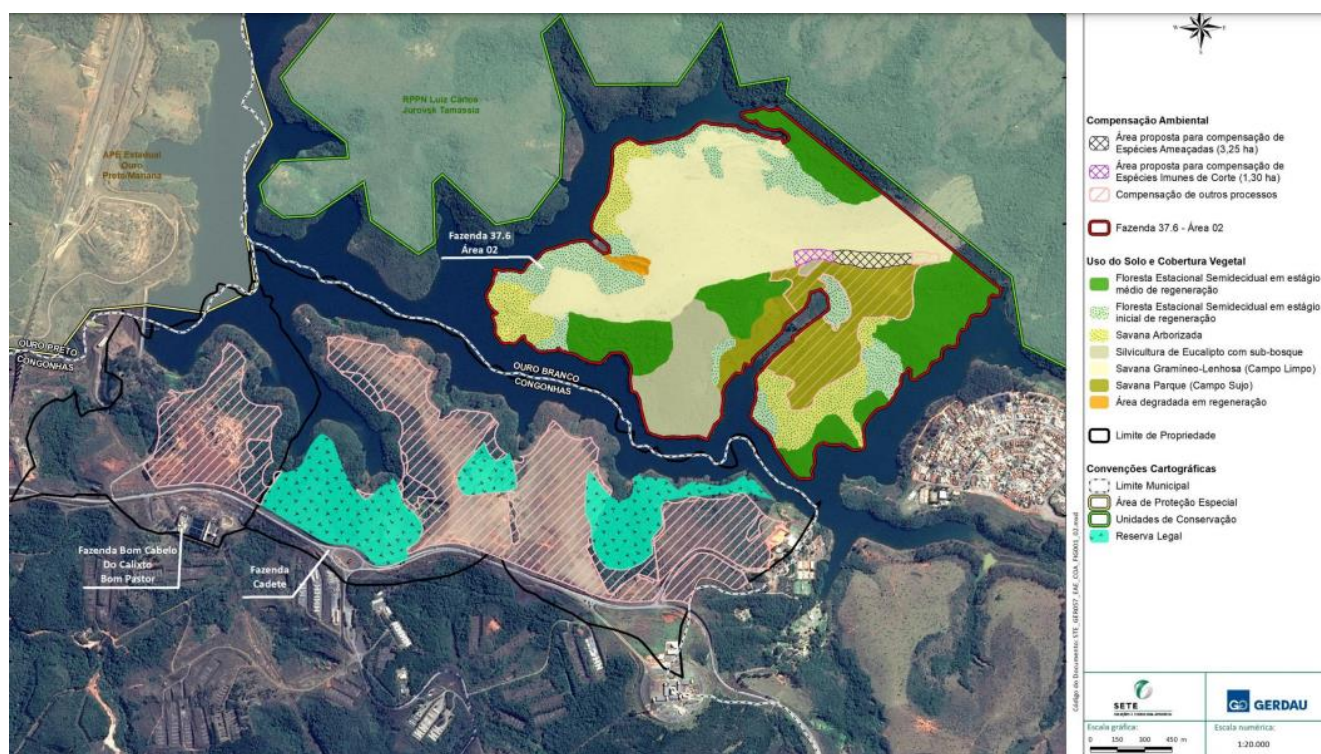 RPPN Luiz Carlos
Jurovsk Tamassia
APE Estadual
Ouro
Preto/Mariana
Fazenda 37.6
Área 02
OURO PRETO
CONGONHAS
OURO BRANCO
CONGONHAS
Fazenda Bom Cabelo
Do Calixto
Bom Pastor
Fazenda
Cadete
Compensação Ambiental
Área proposta para compensação de
Espécies Ameaçadas (3,25 ha)
Área proposta para compensação de
Espécies Imunes de Corte (1,30 ha)
Compensação de outros processos
Fazenda 37.6 - Área 02
Uso do Solo e Cobertura Vegetal
Floresta Estacional Semidecidual em estágio
médio de regeneração
Floresta Estacional Semidecidual em estágio
inicial de regeneração
Savana Arborizada
Silvicultura de Eucalipto com sub-bosque
Savana Gramíneo-Lenhosa (Campo Limpo)
Savana Parque (Campo Sujo)
Área degradada em regeneração
Limite de Propriedade
Convenções Cartográficas
Limite Municipal
Área de Proteção Especial
Unidades de Conservação
Reserva Legal
Código do Documento:
SETE
GERDAU
Escala gráfica:
0 150 300 450 m
Escala numérica:
1:20.000